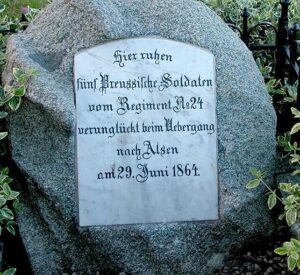 Hier ruhen
fünf Preussische Soldaten
vom Regiment No 24
verunglückt beim Uebergang
nach Alsen
am 29. Juni 1864.